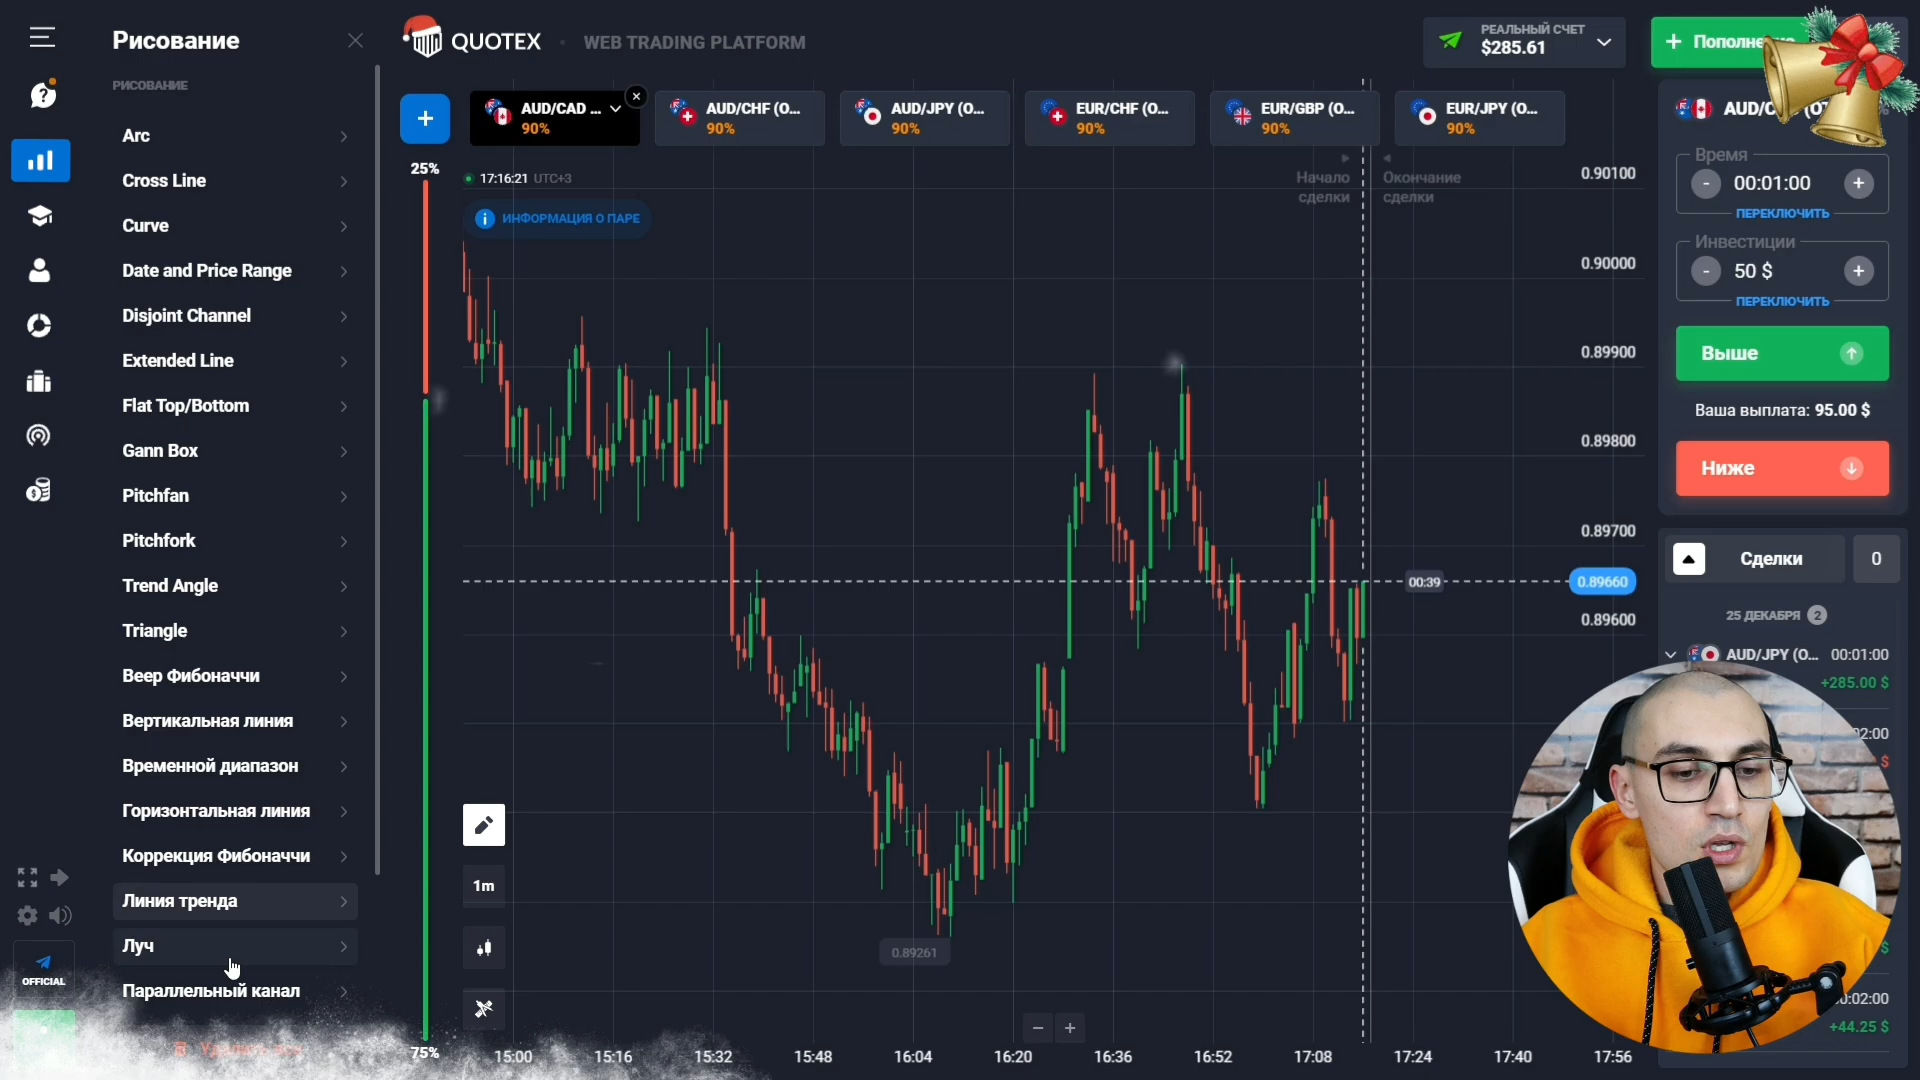 Рисование
РИСОВАНИЕ
Arc
Cross Line
Curve
Date and Price Range
Disjoint Channel
Extended Line
Flat Top/Bottom
Gann Box
Pitchfan
Pitchfork
Trend Angle
Triangle
Веер Фибоначчи
Вертикальная линия
Временной диапазон
Горизонтальная линия
Коррекция Фибоначчи
Линия тренда
Луч
Параллельный канал
OFFICIAL
QUOTEX
WEB TRADING PLATFORM
РЕАЛЬНЫЙ СЧЕТ
$285.61
+ Пополнение
AUD/CAD ...
90%
AUD/CHF (O...
90%
AUD/JPY (O...
90%
EUR/CHF (O...
90%
EUR/GBP (O...
90%
EUR/JPY (O...
90%
25%
75%
17:16:21 UTC+3
ИНФОРМАЦИЯ О ПАРЕ
Начало
сделки
Окончание
сделки
0.90100
0.90000
0.89900
0.89800
0.89700
0.89660
0.89600
00:39
0.89261
1m
15:00
15:16
15:32
15:48
16:04
16:20
16:36
16:52
17:08
17:24
17:40
17:56
Время
- 00:01:00 +
ПЕРЕКЛЮЧИТЬ
Инвестиции
- 50 $ +
ПЕРЕКЛЮЧИТЬ
Выше
Ваша выплата: 95.00 $
Ниже
Сделки 0
25 ДЕКАБРЯ 2
AUD/JPY (O... 00:01:00
+285.00 $
02:00
$
$
0:02:00
+44.25 $